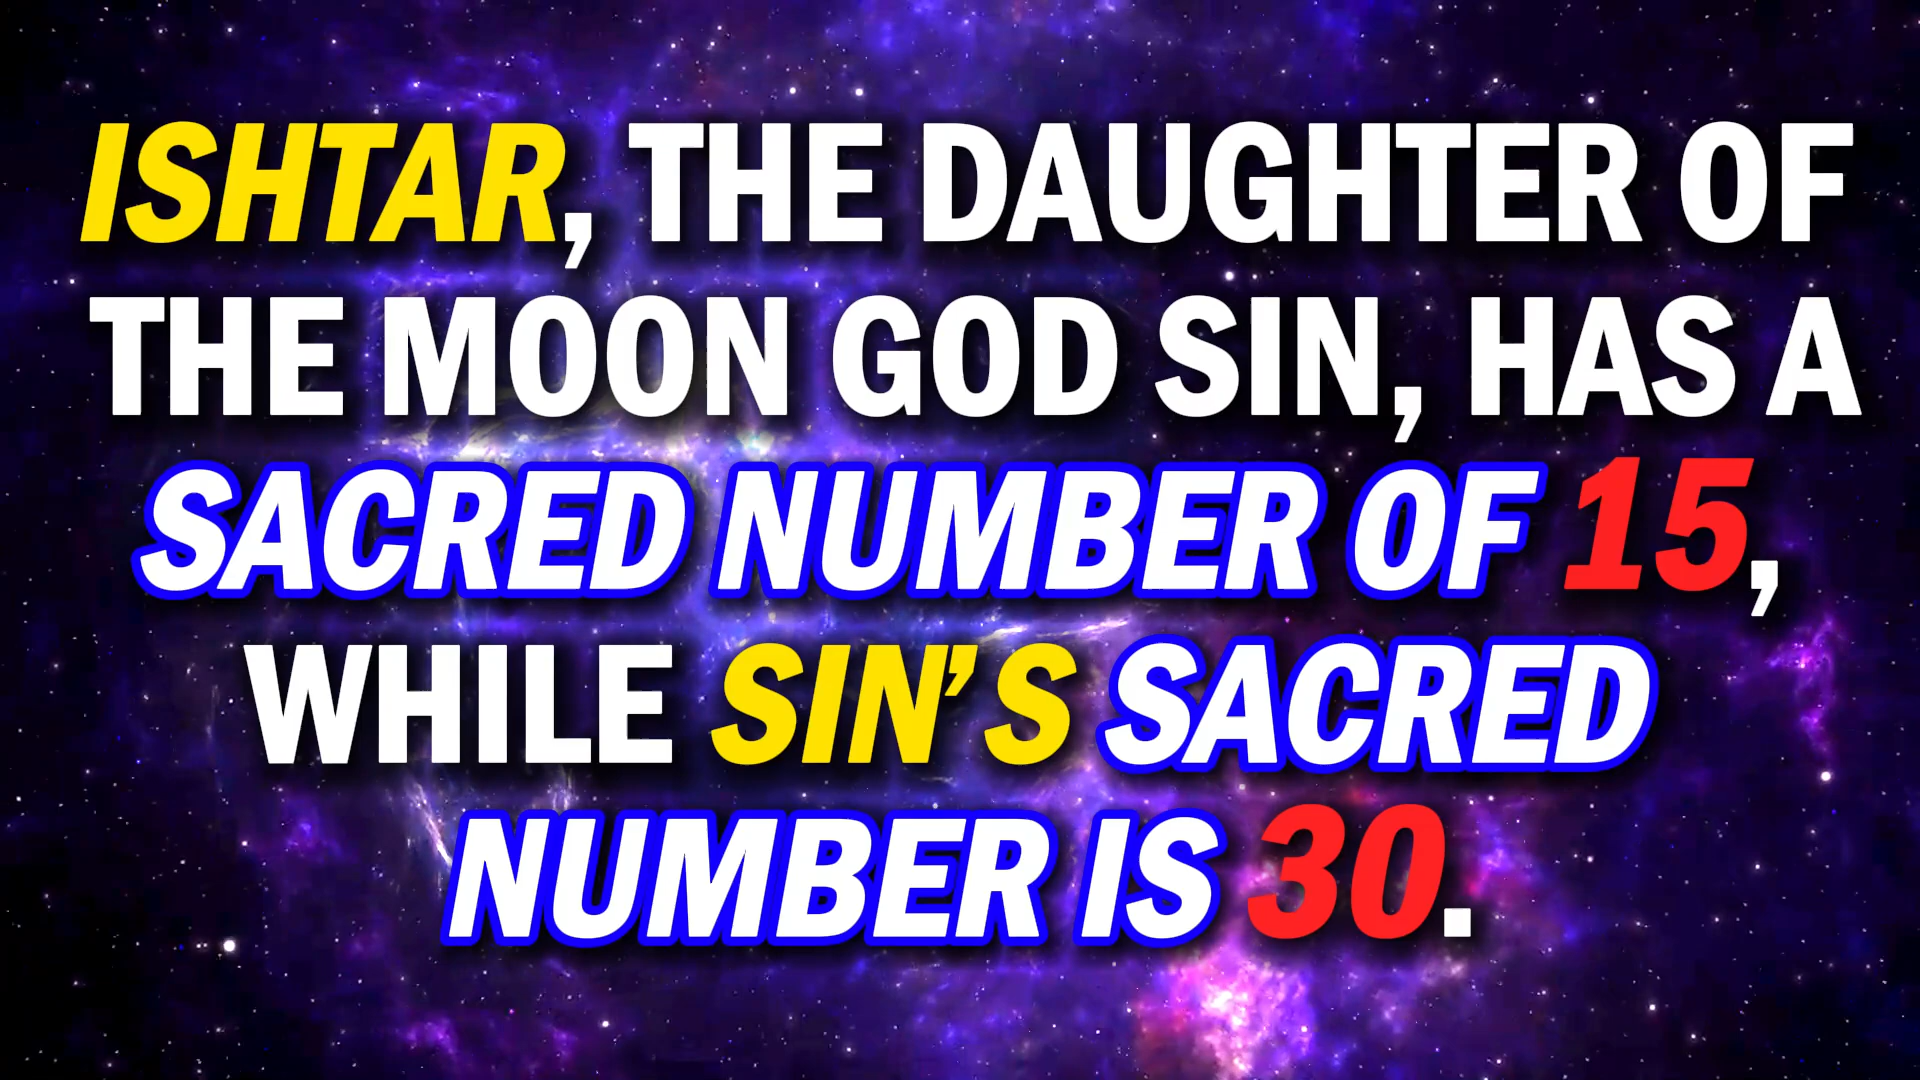 ISHTAR, THE DAUGHTER OF
THE MOON GOD SIN, HAS A
SACRED NUMBER OF 15,
WHILE SIN’S SACRED
NUMBER IS 30.